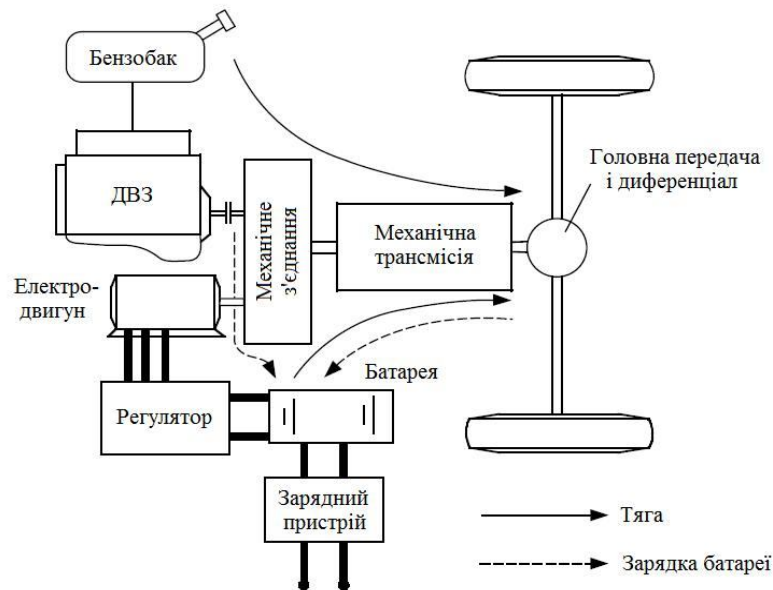 Бензобак
ДВЗ
Механічне
з'єднання
Механічна
трансмісія
Головна передача
і диференціал
Електро-
двигун
Регулятор
Батарея
Зарядний
пристрій
Тяга
Зарядка батареї